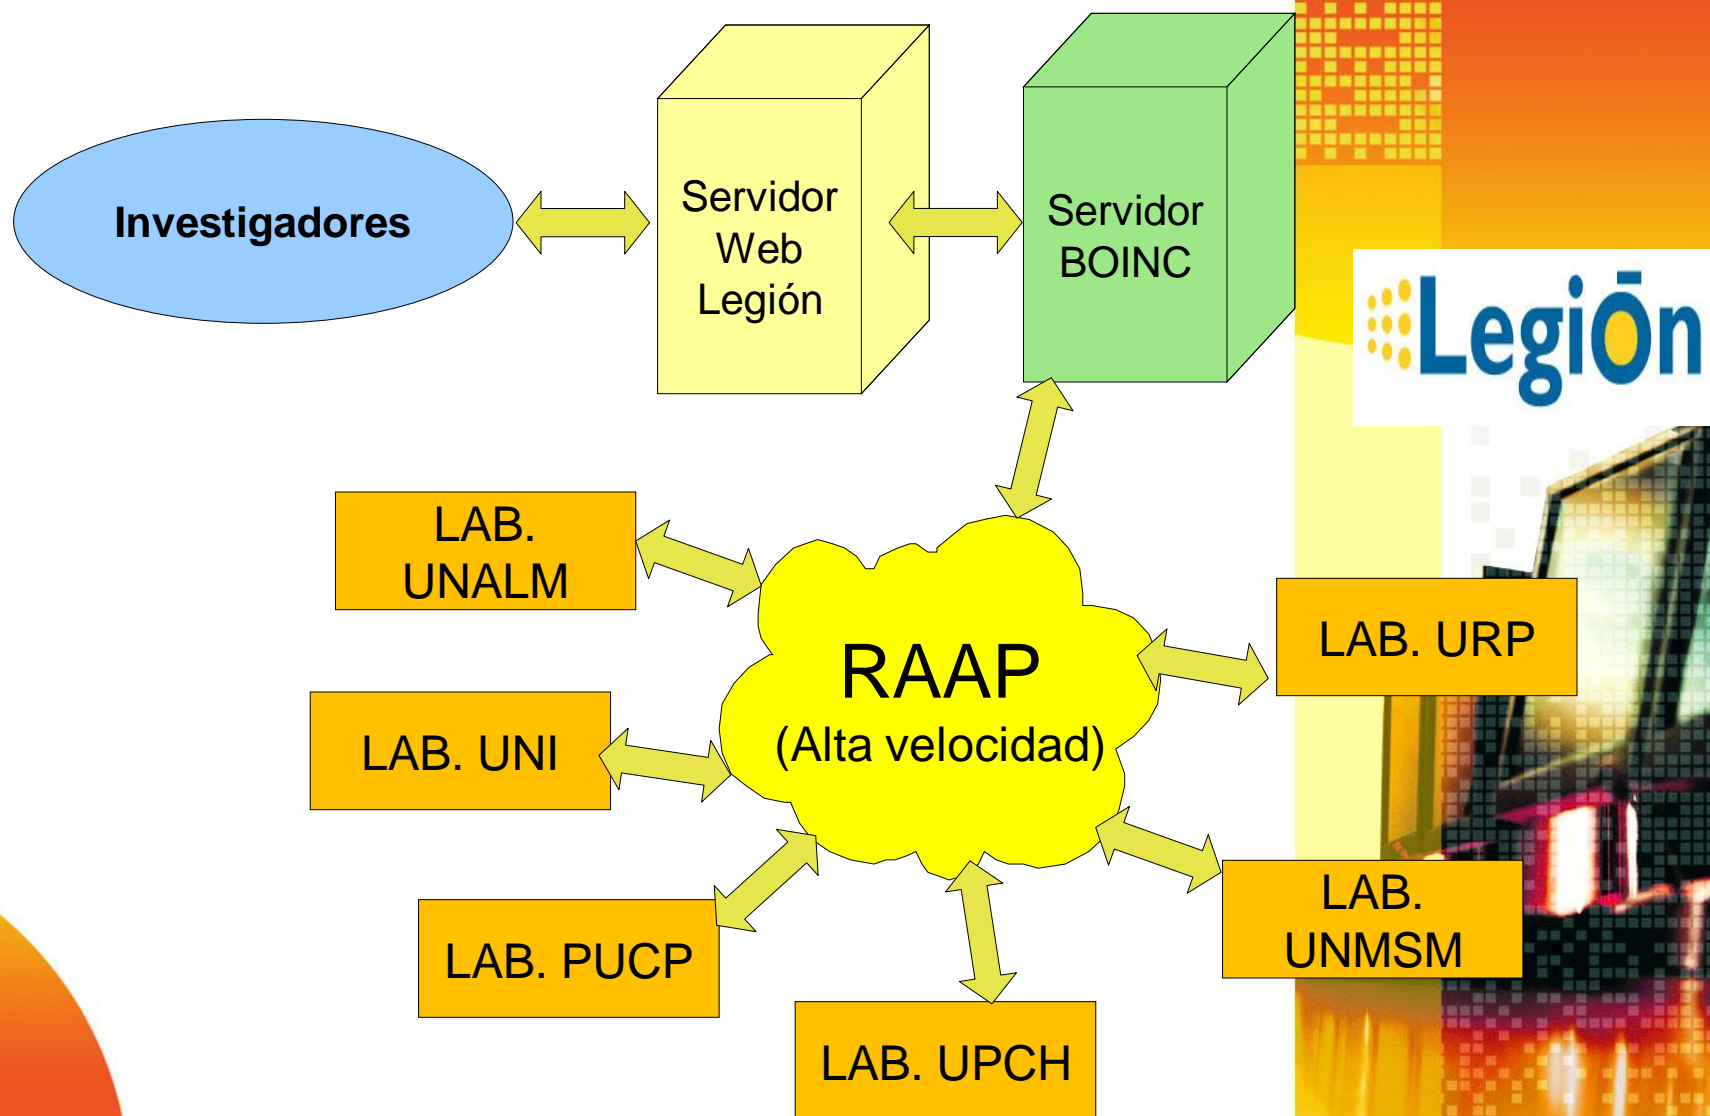 Investigadores
Servidor
Web
Legión
Servidor
BOINC
Legiōn
LAB.
UNALM
LAB. URP
RAAP
(Alta velocidad)
LAB. UNI
LAB.
UNMSM
LAB. PUCP
LAB. UPCH